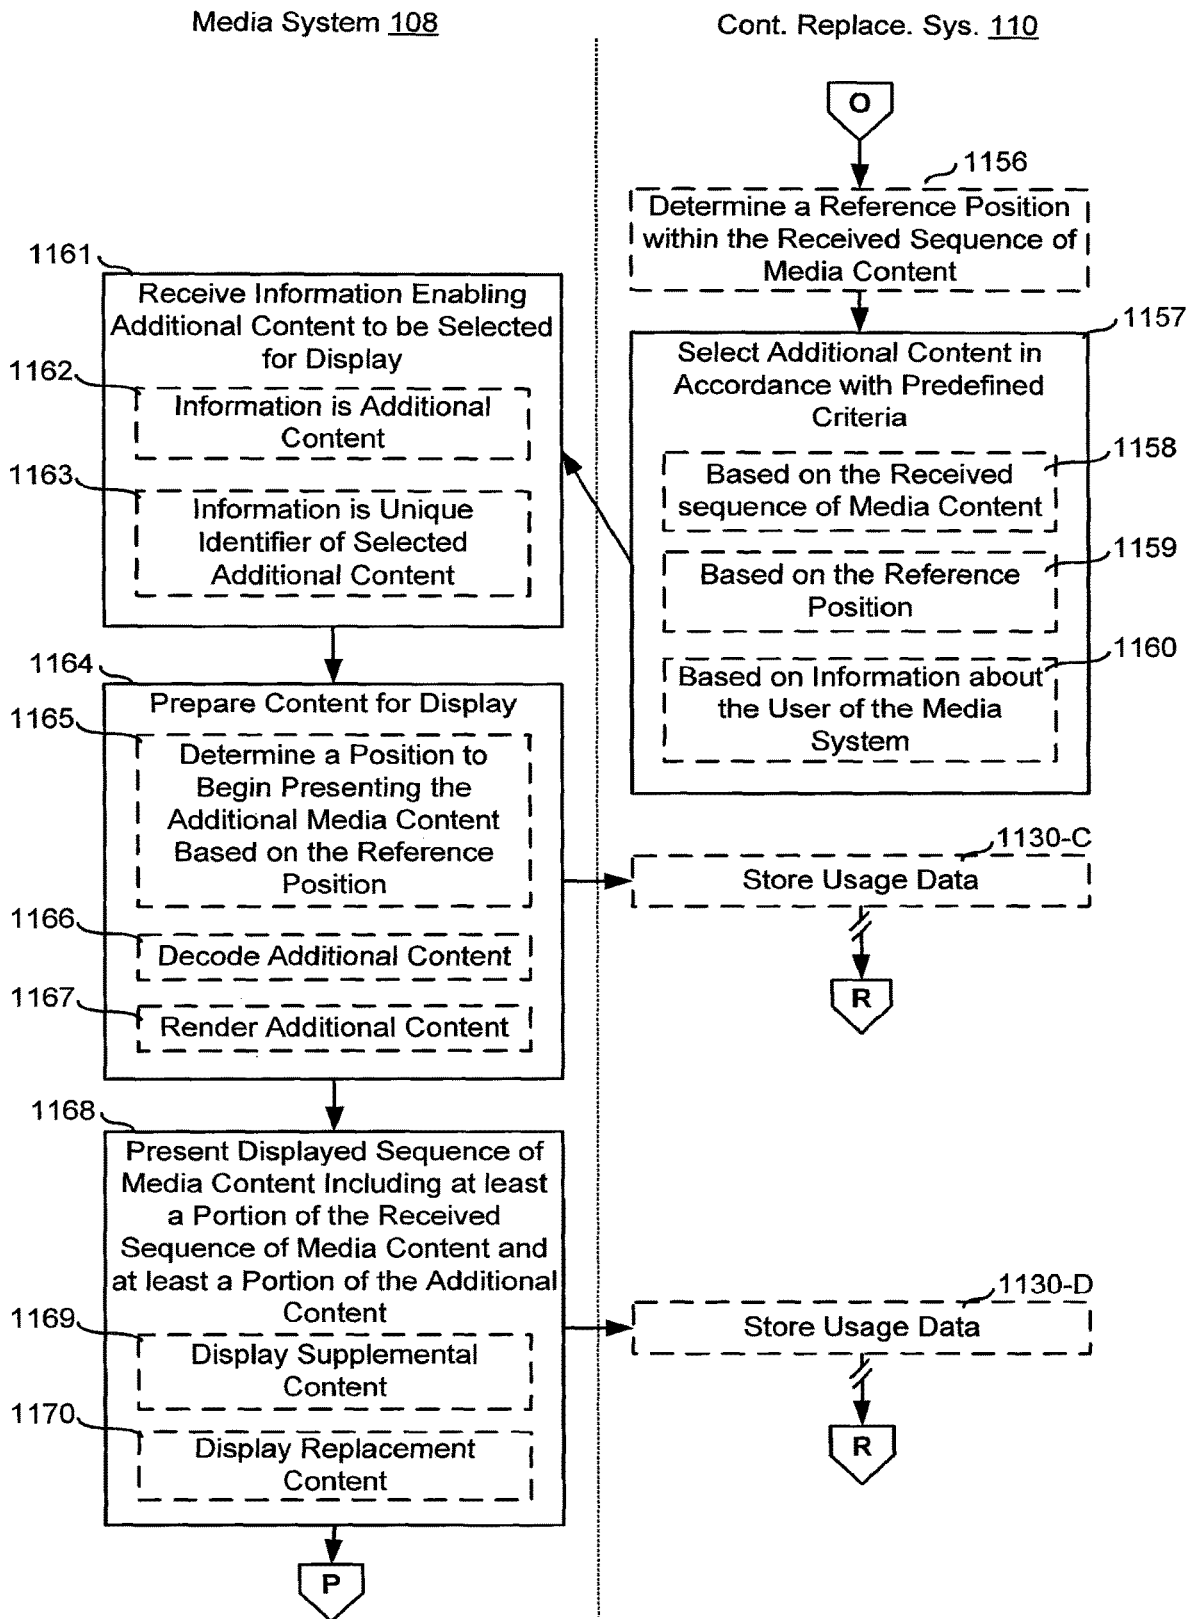 Media System 108
Cont. Replace. Sys. 110
O
1156
Determine a Reference Position
within the Received Sequence of
Media Content
1157
Select Additional Content in
Accordance with Predefined
Criteria
1158
Based on the Received
sequence of Media Content
1159
Based on the Reference
Position
1160
Based on Information about
the User of the Media
System
1161
Receive Information Enabling
Additional Content to be Selected
for Display
1162
Information is Additional
Content
1163
Information is Unique
Identifier of Selected
Additional Content
1164
Prepare Content for Display
1165
Determine a Position to
Begin Presenting the
Additional Media Content
Based on the Reference
Position
1166
Decode Additional Content
1167
Render Additional Content
1130-C
Store Usage Data
R
1168
Present Displayed Sequence of
Media Content Including at least
a Portion of the Received
Sequence of Media Content and
at least a Portion of the Additional
Content
1169
Display Supplemental
Content
1170
Display Replacement
Content
1130-D
Store Usage Data
R
P